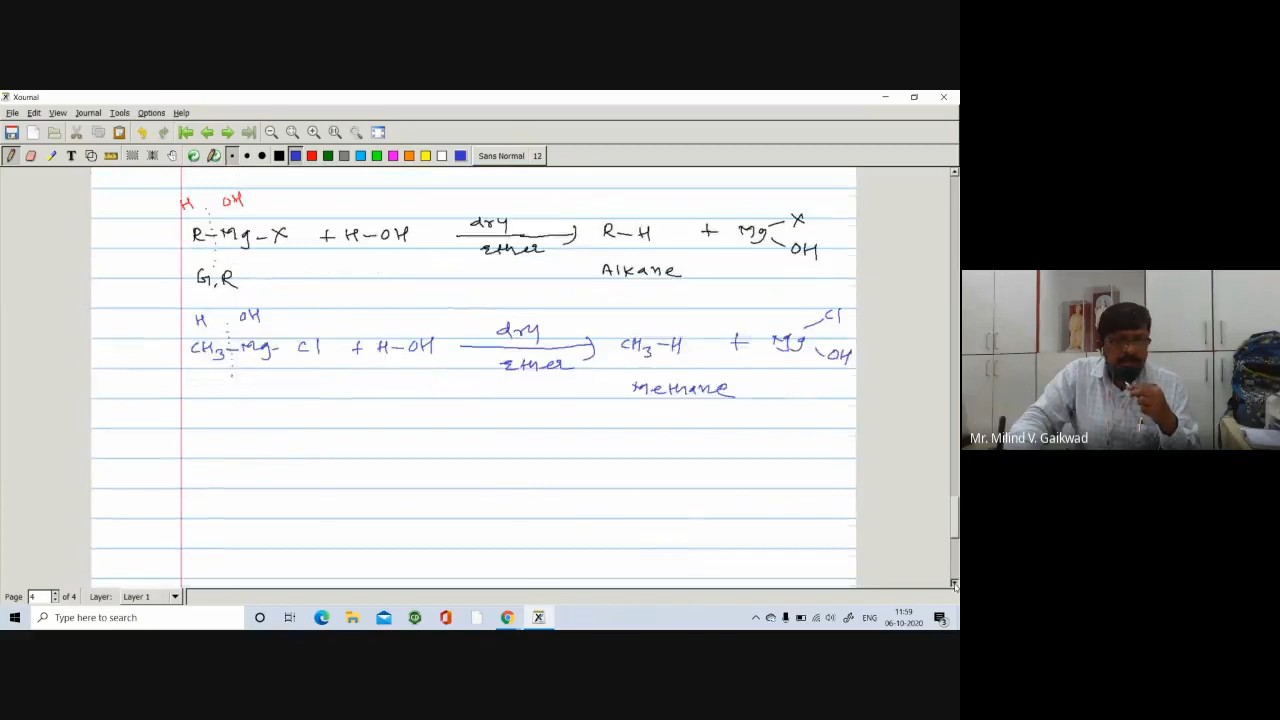 Xournal
File Edit View Journal Tools Options Help
Sans Normal 12
H OH
R-Mg-X + H-OH dry Ether R-H + Mg X OH
G.R Alkane
H OH
CH3-Mg-Cl + H-OH dry Ether CH3-H + Mg Cl OH
Methane
Mr. Milind V. Gaikwad
Page 4 of 4 Layer: Layer 1
Type here to search
ENG
11:59
06-10-2020
3